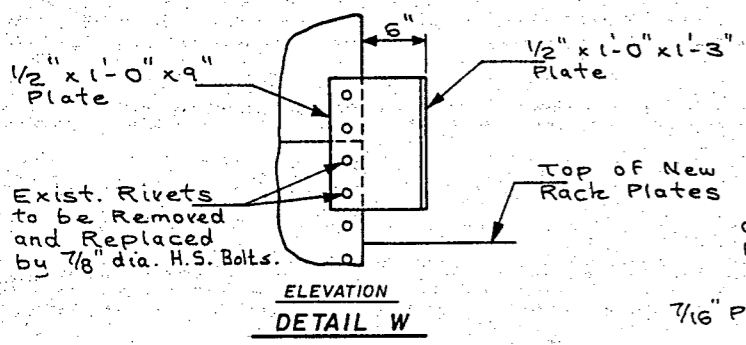 6"
1/2" x 1'-0" x 9"
Plate
1/2" x 1'-0" x 1'-3"
Plate
Exist. Rivets
to be Removed
and Replaced
by 7/8" dia. H.S. Bolts.
Top of New
Rack Plates
7/16" P
ELEVATION
DETAIL W